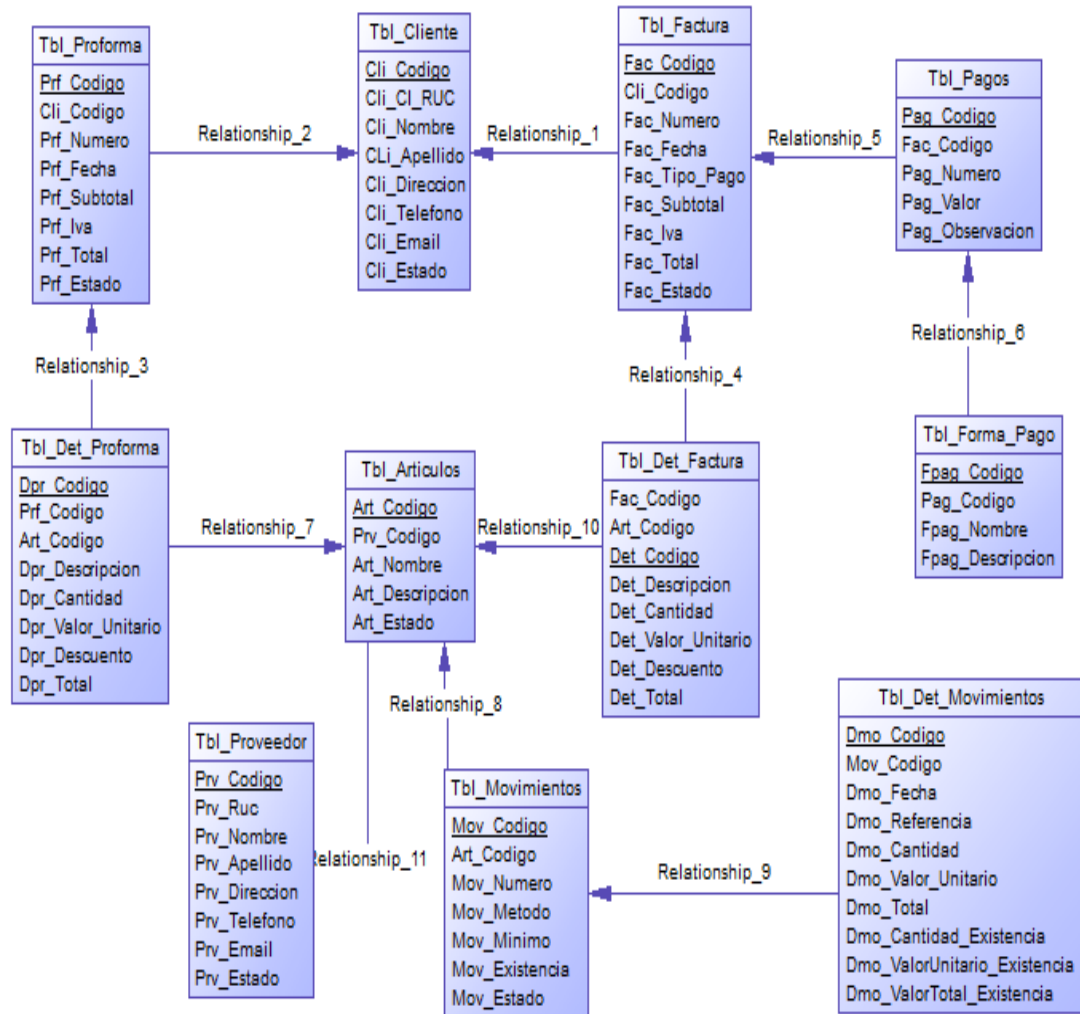 Tbl_Proforma
Prf_Codigo
Cli_Codigo
Prf_Numero
Prf_Fecha
Prf_Subtotal
Prf_Iva
Prf_Total
Prf_Estado
Relationship_2
Tbl_Cliente
Cli_Codigo
Cli_CI_RUC
Cli_Nombre
CLi_Apellido
Cli_Direccion
Cli_Telefono
Cli_Email
Cli_Estado
Relationship_1
Tbl_Factura
Fac_Codigo
Cli_Codigo
Fac_Numero
Fac_Fecha
Fac_Tipo_Pago
Fac_Subtotal
Fac_Iva
Fac_Total
Fac_Estado
Relationship_5
Tbl_Pagos
Pag_Codigo
Fac_Codigo
Pag_Numero
Pag_Valor
Pag_Observacion
Relationship_3
Relationship_4
Relationship_6
Tbl_Det_Proforma
Dpr_Codigo
Prf_Codigo
Art_Codigo
Dpr_Descripcion
Dpr_Cantidad
Dpr_Valor_Unitario
Dpr_Descuento
Dpr_Total
Relationship_7
Tbl_Articulos
Art_Codigo
Prv_Codigo
Art_Nombre
Art_Descripcion
Art_Estado
Relationship_10
Tbl_Det_Factura
Fac_Codigo
Art_Codigo
Det_Codigo
Det_Descripcion
Det_Cantidad
Det_Valor_Unitario
Det_Descuento
Det_Total
Tbl_Forma_Pago
Fpag_Codigo
Pag_Codigo
Fpag_Nombre
Fpag_Descripcion
Relationship_8
Tbl_Proveedor
Prv_Codigo
Prv_Ruc
Prv_Nombre
Prv_Apellido
Prv_Direccion
Prv_Telefono
Prv_Email
Prv_Estado
Relationship_11
Tbl_Movimientos
Mov_Codigo
Art_Codigo
Mov_Numero
Mov_Metodo
Mov_Minimo
Mov_Existencia
Mov_Estado
Relationship_9
Tbl_Det_Movimientos
Dmo_Codigo
Mov_Codigo
Dmo_Fecha
Dmo_Referencia
Dmo_Cantidad
Dmo_Valor_Unitario
Dmo_Total
Dmo_Cantidad_Existencia
Dmo_ValorUnitario_Existencia
Dmo_ValorTotal_Existencia